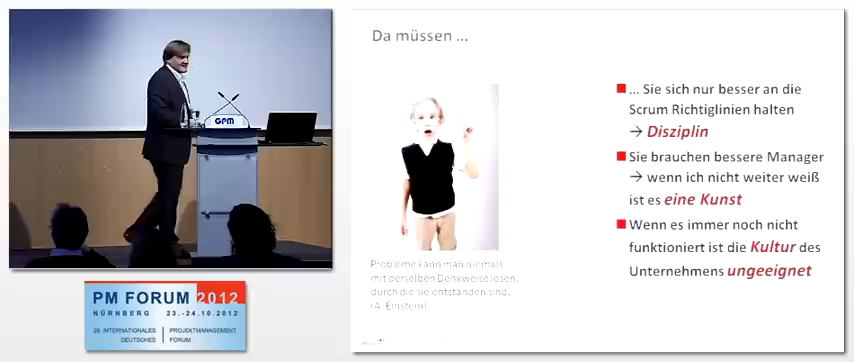 GPM
PM FORUM 2012
NÜRNBERG 23.-24.10.2012
29. INTERNATIONALES DEUTSCHES
PROJEKTMANAGEMENT FORUM
Da müssen ...
Probleme kann man niemals
mit derselben Denkweise lösen,
durch die sie entstanden sind.
(A. Einstein)
... Sie sich nur besser an die
Scrum Richtiglinien halten
→ Disziplin
Sie brauchen bessere Manager
→ wenn ich nicht weiter weiß
ist es eine Kunst
Wenn es immer noch nicht
funktioniert ist die Kultur des
Unternehmens ungeeignet